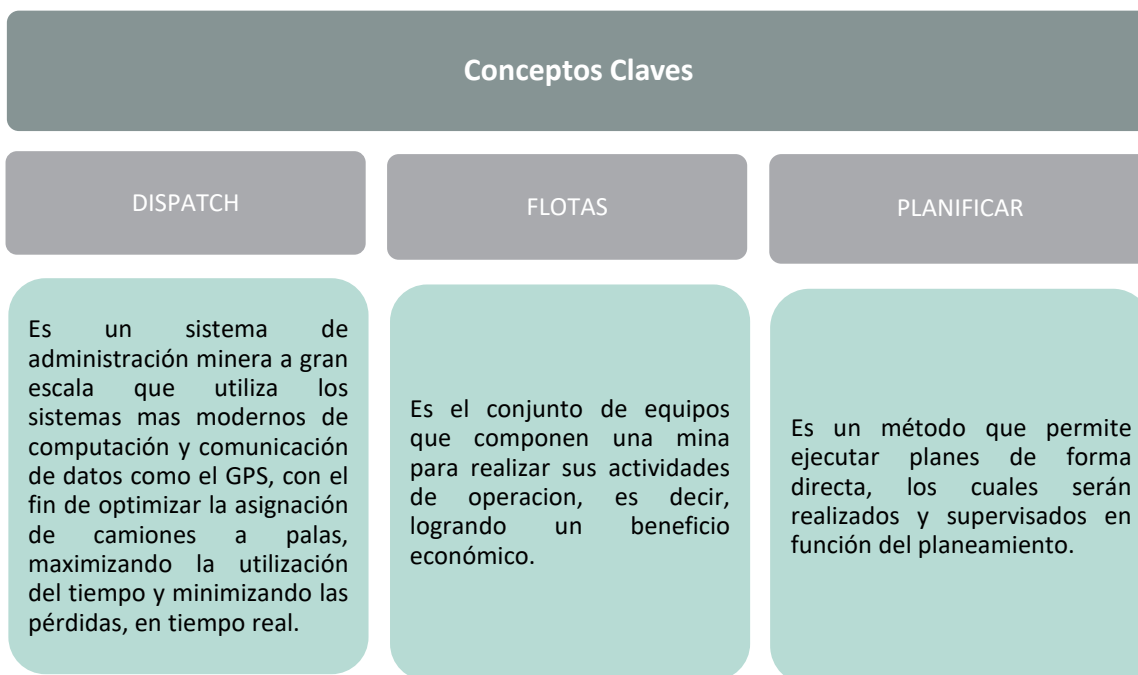 Conceptos Claves
DISPATCH
Es un sistema de
administración minera a gran
escala que utiliza los
sistemas mas modernos de
computación y comunicación
de datos como el GPS, con el
fin de optimizar la asignación
de camiones a palas,
maximizando la utilización
del tiempo y minimizando las
pérdidas, en tiempo real.
FLOTAS
Es el conjunto de equipos
que componen una mina
para realizar sus actividades
de operacion, es decir,
logrando un beneficio
económico.
PLANIFICAR
Es un método que permite
ejecutar planes de forma
directa, los cuales serán
realizados y supervisados en
función del planeamiento.